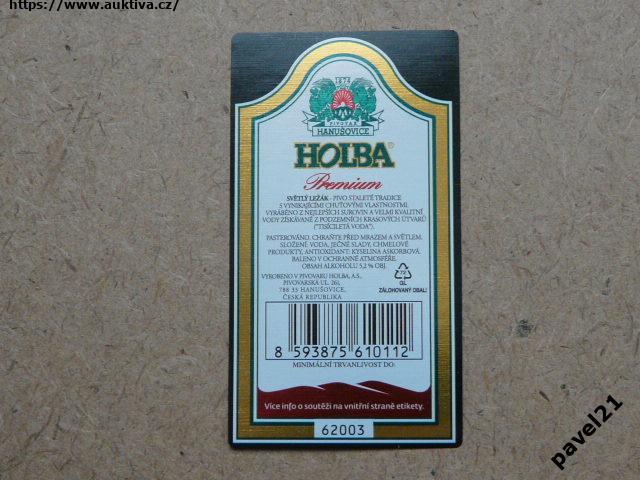 https://www.auktiva.cz/
1874
PIVOVAR
HANUŠOVICE
HOLBA®
Premium
SVĚTLÝ LEŽÁK - PIVO STALETÉ TRADICE
S VYNIKAJÍCÍMI CHUŤOVÝMI VLASTNOSTMI.
VYRÁBĚNO Z NEJLEPŠÍCH SUROVIN A VELMI KVALITNÍ
VODY ZÍSKÁVANÉ Z PODZEMNÍCH KRASOVÝCH ÚTVARŮ
("TISÍCILETÁ VODA").
PASTEROVÁNO. CHRAŇTE PŘED MRAZEM A SVĚTLEM.
SLOŽENÍ: VODA, JEČNÉ SLADY, CHMELOVÉ
PRODUKTY, ANTIOXIDANT: KYSELINA ASKORBOVÁ.
BALENO V OCHRANNÉ ATMOSFÉŘE.
OBSAH ALKOHOLU 5,2 % OBJ.
VYROBENO V PIVOVARU HOLBA, A.S.,
PIVOVARSKÁ UL. 261,
788 33 HANUŠOVICE,
ČESKÁ REPUBLIKA
GL
ZÁLOHOVANÝ OBAL!
8 593875 610112
MINIMÁLNÍ TRVANLIVOST DO:
Více info o soutěži na vnitřní straně etikety.
62003
pavel21